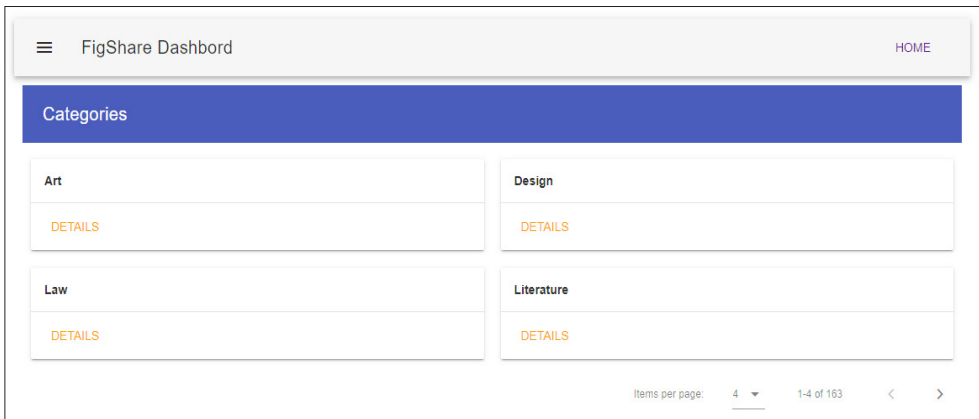 FigShare Dashbord HOME
Categories
Art Design
DETAILS DETAILS
Law Literature
DETAILS DETAILS
Items per page: 4 1-4 of 163